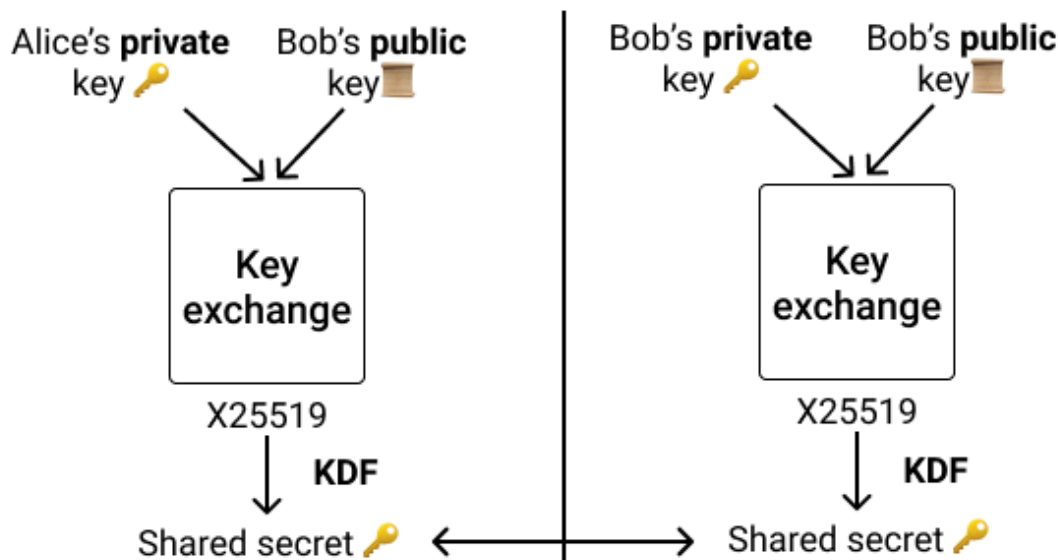 Alice's private
key
Bob's public
key
Key
exchange
X25519
KDF
Shared secret
Bob's private
key
Bob's public
key
Key
exchange
X25519
KDF
Shared secret